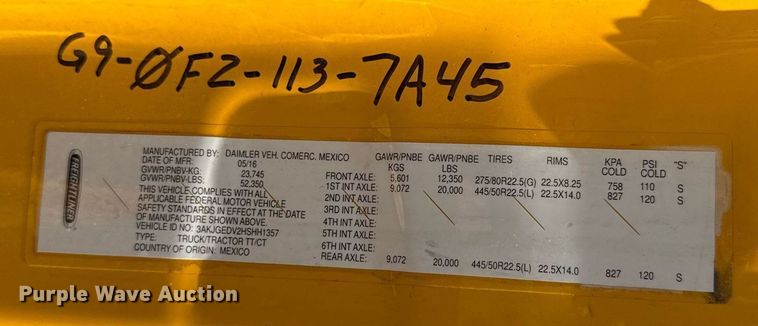 G9-ØFZ-113-7A45
FREIGHTLINER
MANUFACTURED BY: DAIMLER VEH. COMERC. MEXICO
DATE OF MFR: 05/16
GVWR/PNBV-KG: 23,745
GVWR/PNBV-LBS: 52,350
THIS VEHICLE COMPLIES WITH ALL
APPLICABLE FEDERAL MOTOR VEHICLE
SAFETY STANDARDS IN EFFECT AT THE DATE
OF MANUFACTURE SHOWN ABOVE.
VEHICLE ID: 3AKJGEDV2HSHH1357
TYPE: TRUCK/TRACTOR TT/CT
COUNTRY OF ORIGIN: MEXICO
GAWR/PNBE KGS GAWR/PNBE LBS TIRES RIMS KPA COLD PSI COLD "S"
FRONT AXLE: 5,601 12,350 275/80R22.5(G) 22.5X8.25 758 110 S
1ST INT AXLE: 9,072 20,000 445/50R22.5(L) 22.5X14.0 827 120 S
2ND INT AXLE:
3RD INT AXLE:
4TH INT AXLE:
5TH INT AXLE:
6TH INT AXLE:
REAR AXLE: 9,072 20,000 445/50R22.5(L) 22.5X14.0 827 120 S
Purple Wave Auction